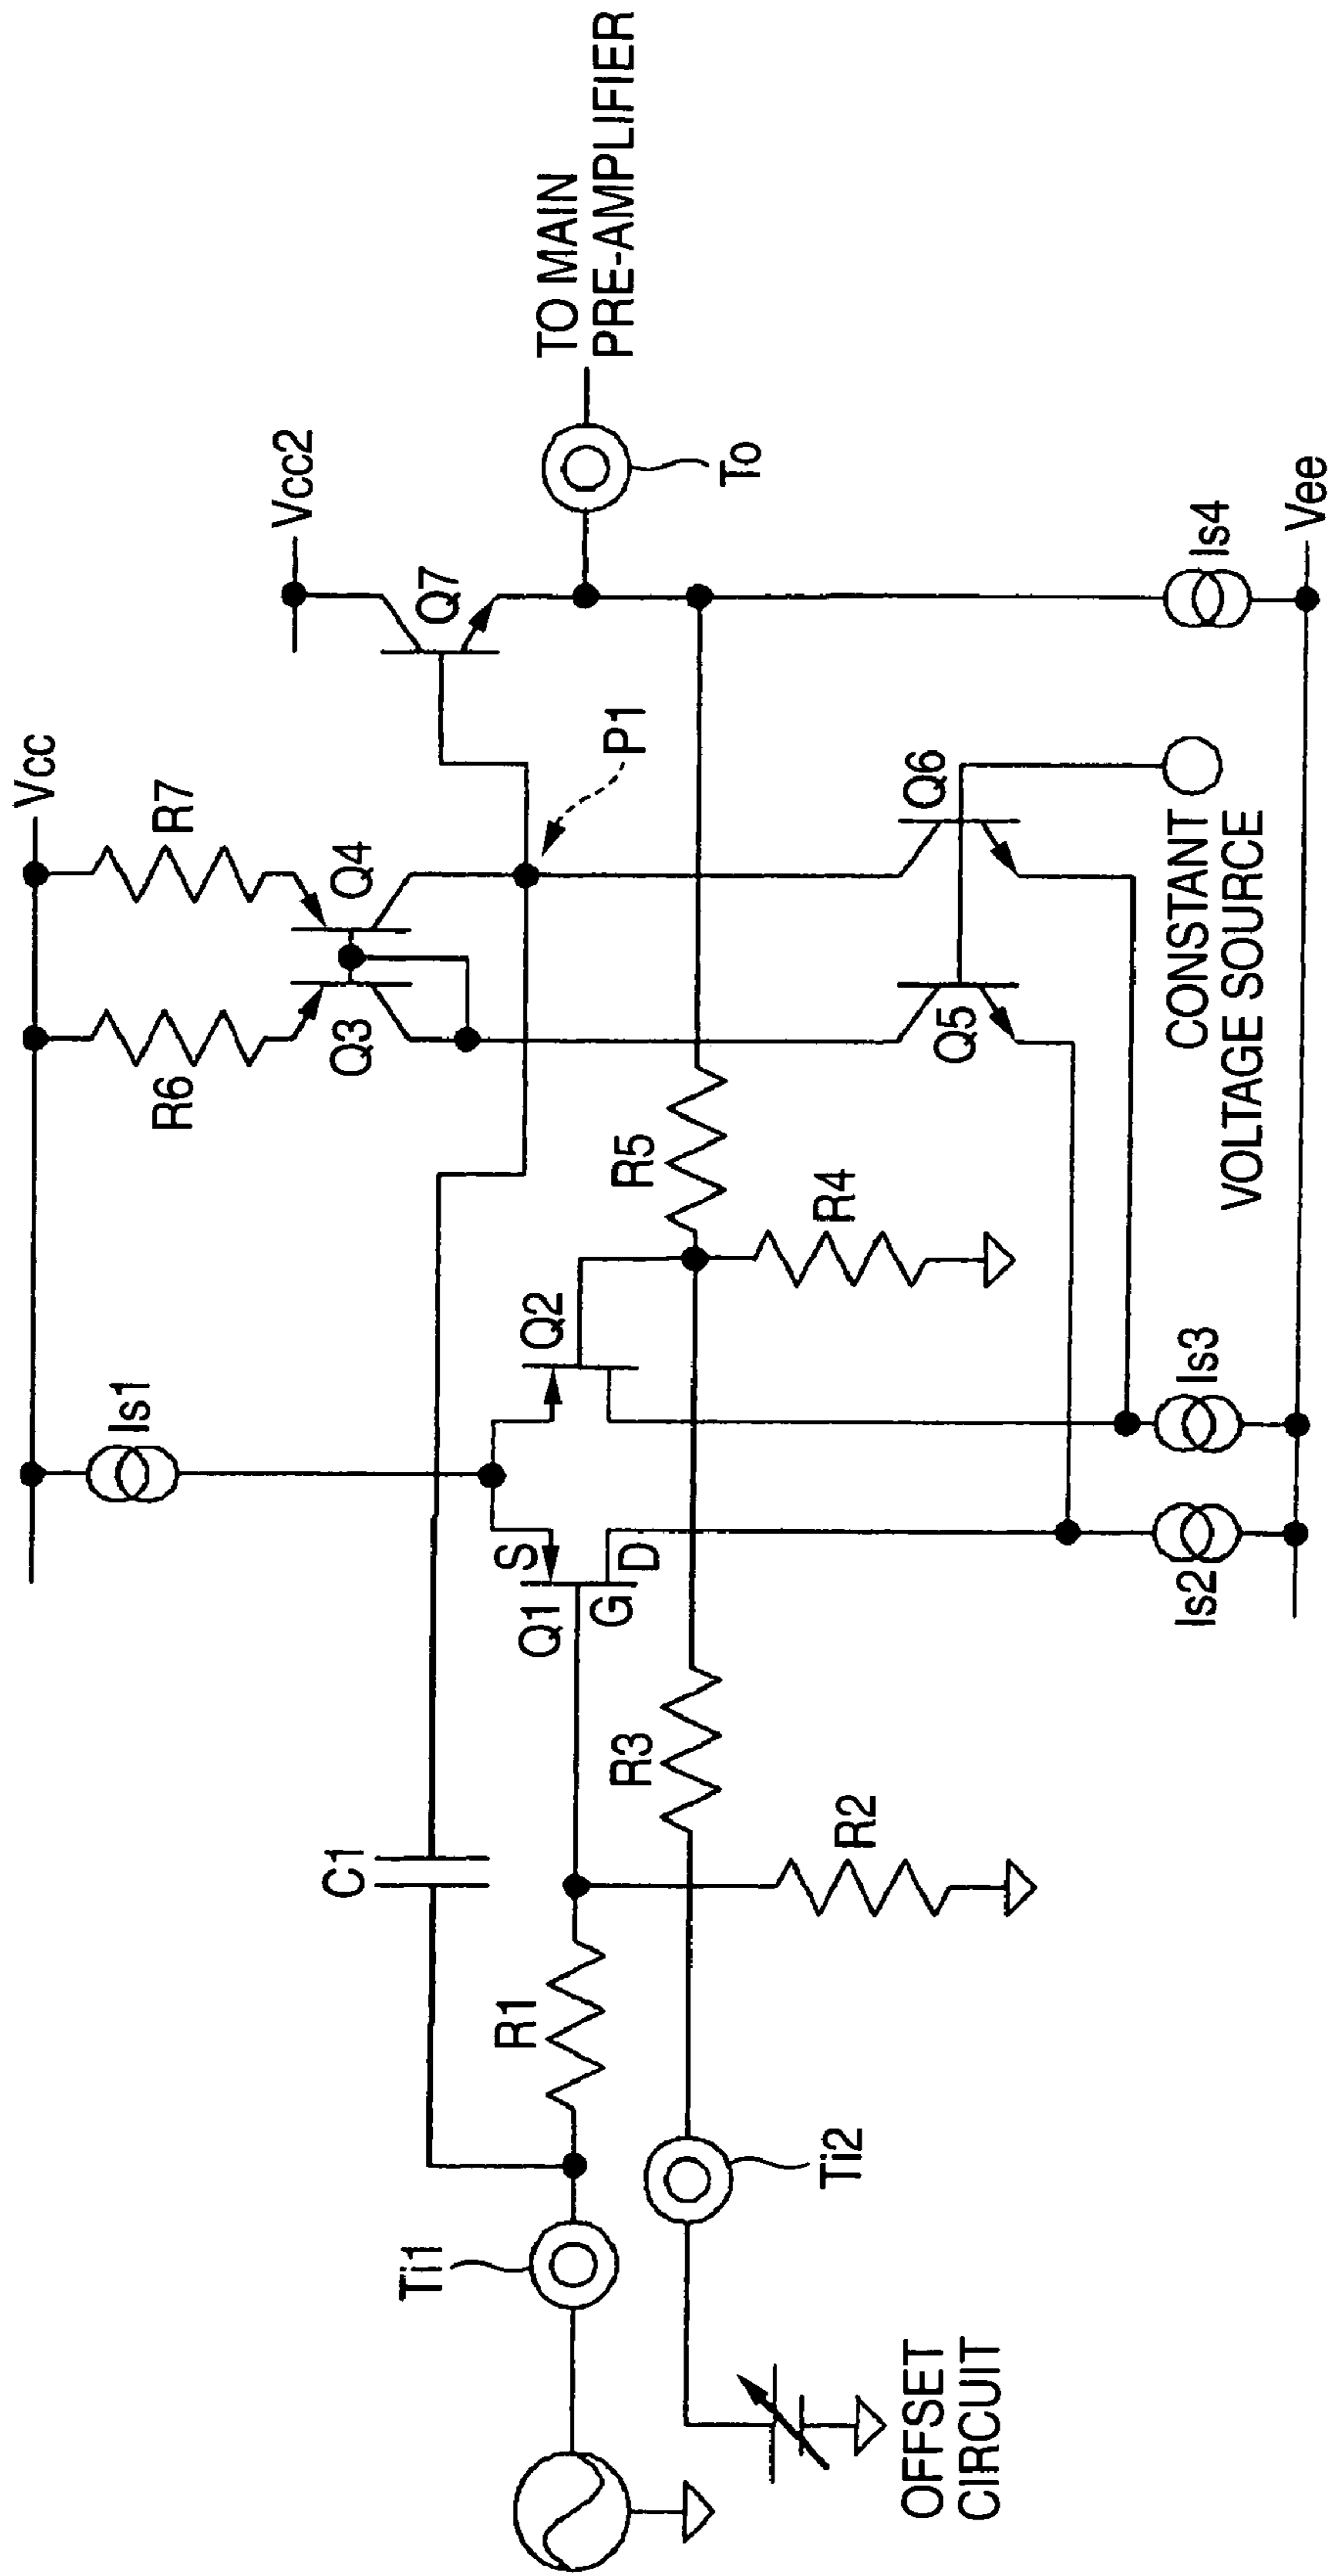 Vcc
Vcc2
Is1
R6
R7
Q3
Q4
Q7
C1
P1
TO MAIN
PRE-AMPLIFIER
To
Ti1
R1
Q1
S
G
D
Q2
R5
R3
R4
R2
Ti2
Q5
Q6
OFFSET
CIRCUIT
CONSTANT
VOLTAGE SOURCE
Is2
Is3
Is4
Vee